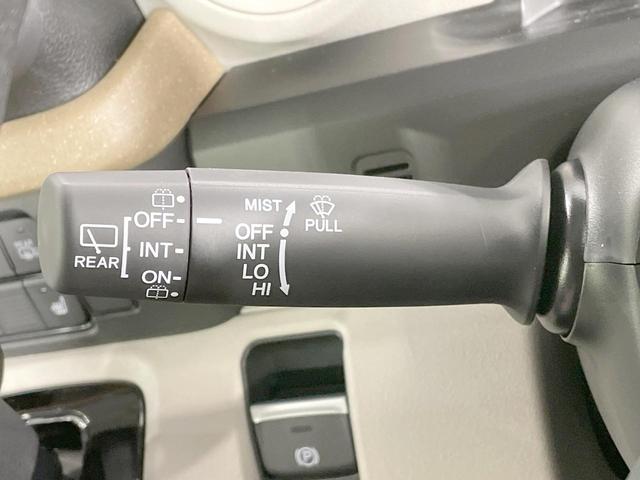 MIST
PULL
OFF
INT
LO
HI
REAR
OFF
INT
ON
P